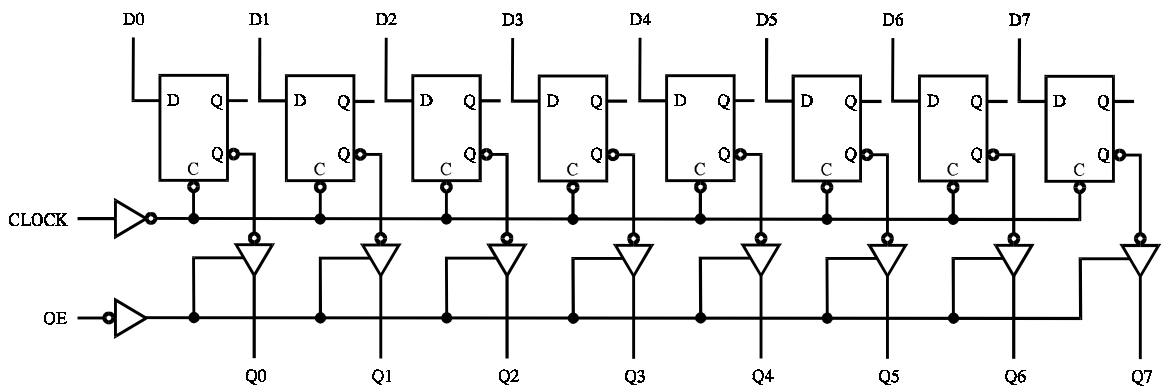 D0 D1 D2 D3 D4 D5 D6 D7
D Q D Q D Q D Q D Q D Q D Q D Q
Q Q Q Q Q Q Q Q
C C C C C C C C
CLOCK
OE
Q0 Q1 Q2 Q3 Q4 Q5 Q6 Q7